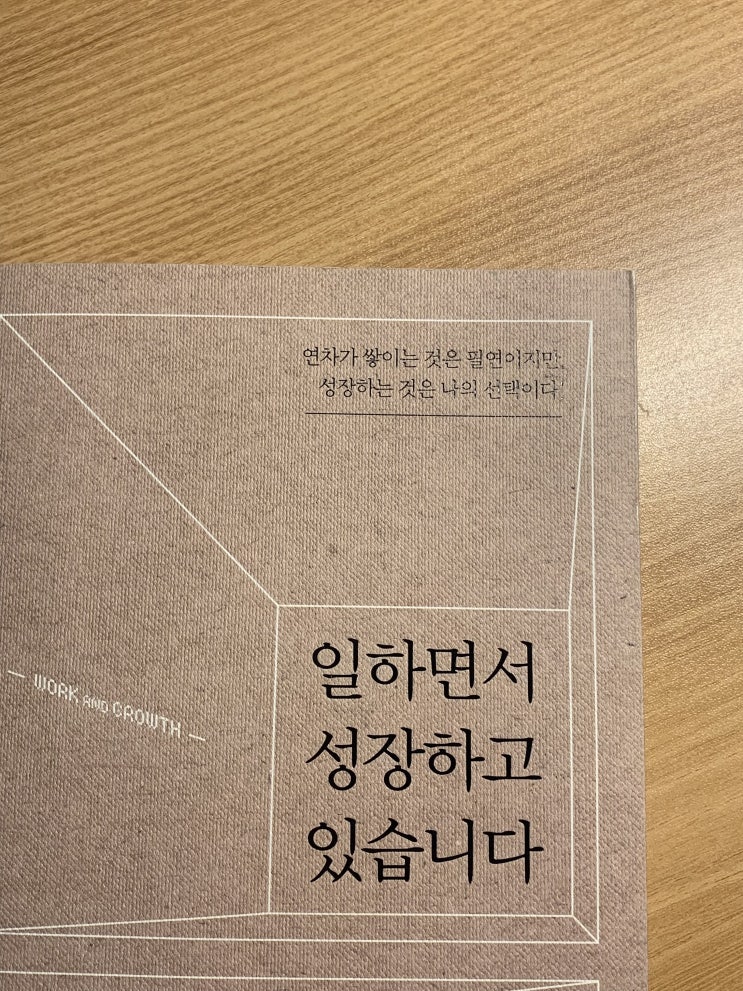 연차가 쌓이는 것은 필연이지만,
성장하는 것은 나의 선택이다
일하면서
성장하고
있습니다
— WORK AND GROWTH —